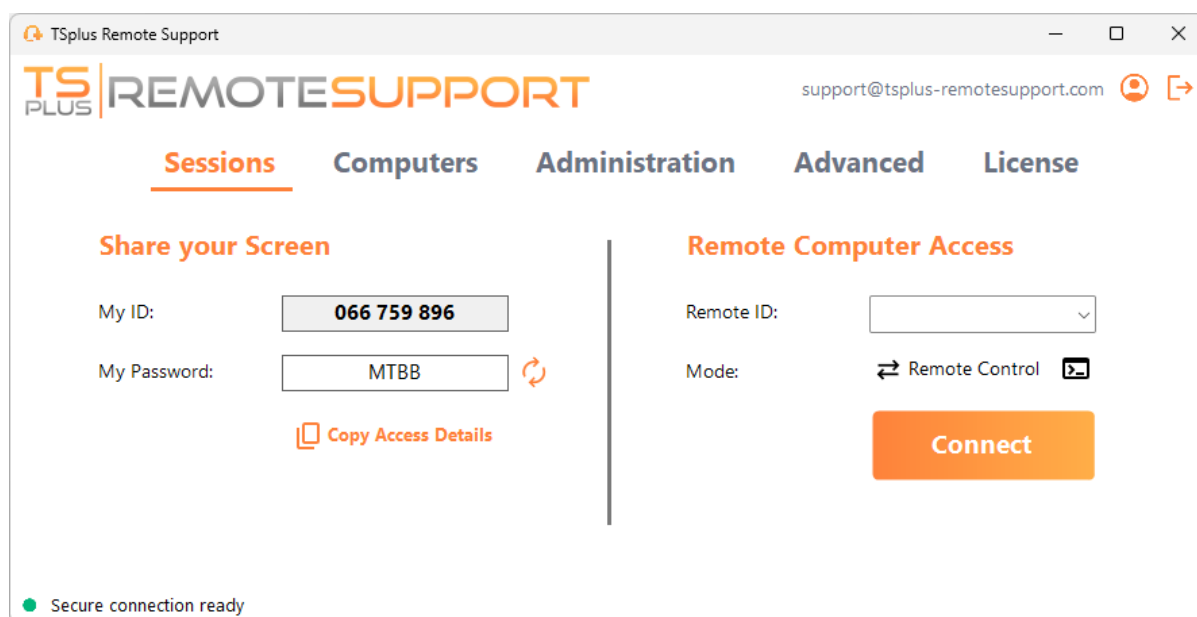 TSplus Remote Support
TS PLUS REMOTESUPPORT
support@tsplus-remotesupport.com
Sessions Computers Administration Advanced License
Share your Screen
My ID: 066 759 896
My Password: MTBB
Copy Access Details
Remote Computer Access
Remote ID:
Mode: Remote Control
Connect
Secure connection ready